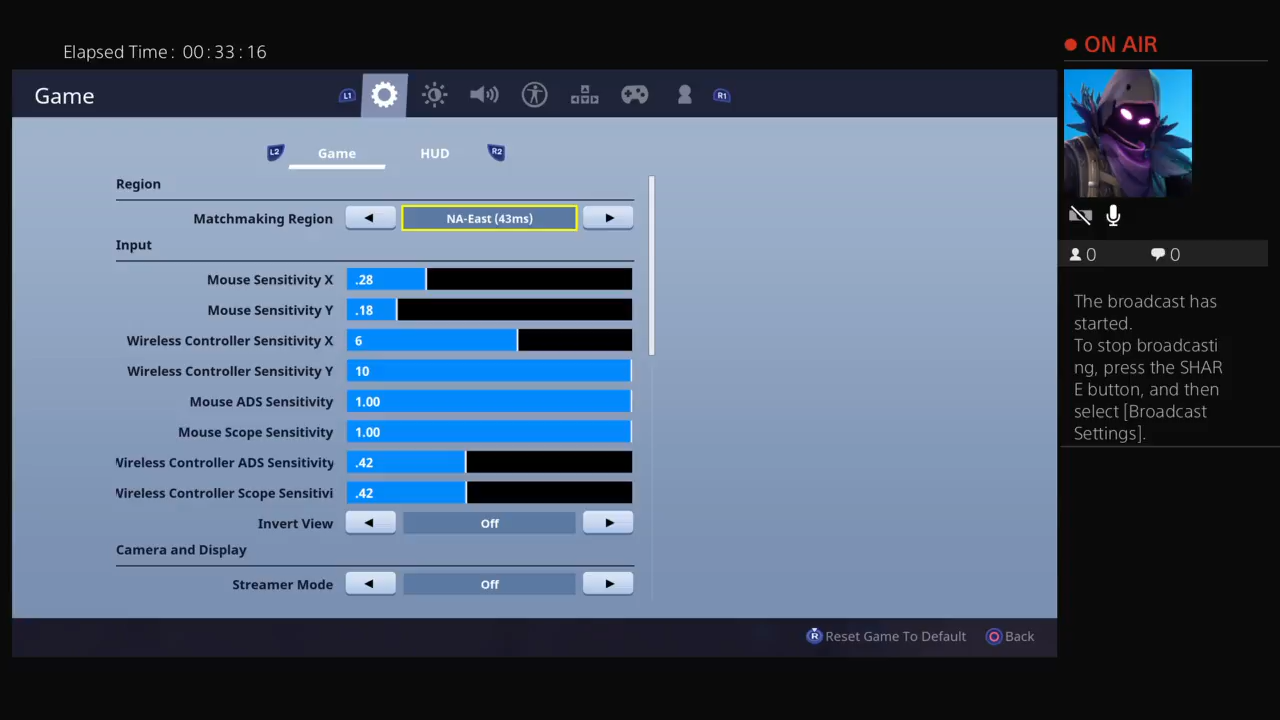 Elapsed Time: 00:33:16
ON AIR
Game
L1
R1
L2
Game
HUD
R2
Region
Matchmaking Region
NA-East (43ms)
Input
Mouse Sensitivity X
.28
Mouse Sensitivity Y
.18
Wireless Controller Sensitivity X
6
Wireless Controller Sensitivity Y
10
Mouse ADS Sensitivity
1.00
Mouse Scope Sensitivity
1.00
Wireless Controller ADS Sensitivity
.42
Wireless Controller Scope Sensitivi
.42
Invert View
Off
Camera and Display
Streamer Mode
Off
R Reset Game To Default
Back
0
0
The broadcast has
started.
To stop broadcasti
ng, press the SHAR
E button, and then
select [Broadcast
Settings].